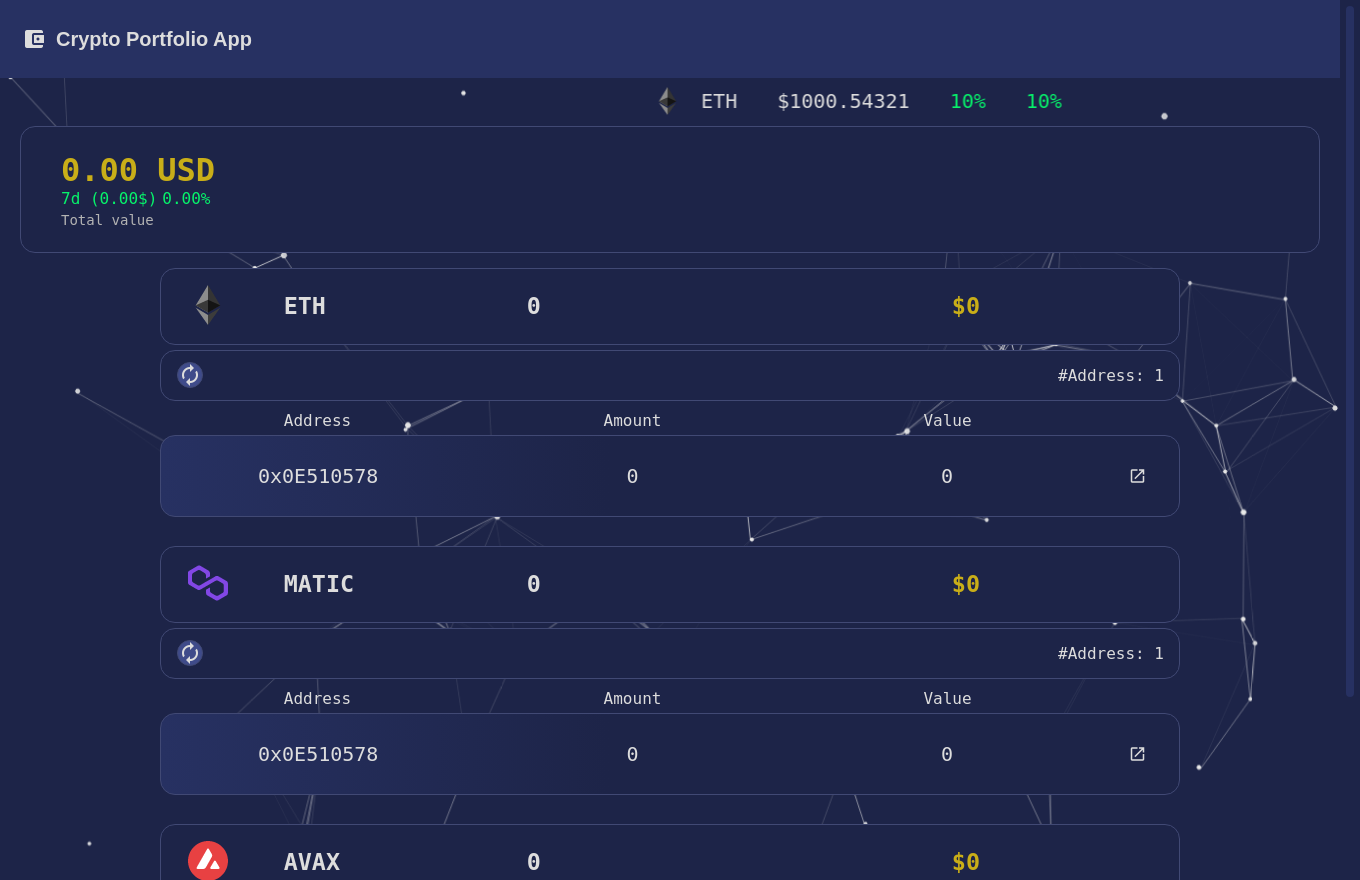 Crypto Portfolio App
ETH $1000.54321 10% 10%
0.00 USD
7d (0.00$) 0.00%
Total value
ETH 0 $0
#Address: 1
Address Amount Value
0x0E510578 0 0
MATIC 0 $0
#Address: 1
Address Amount Value
0x0E510578 0 0
AVAX 0 $0